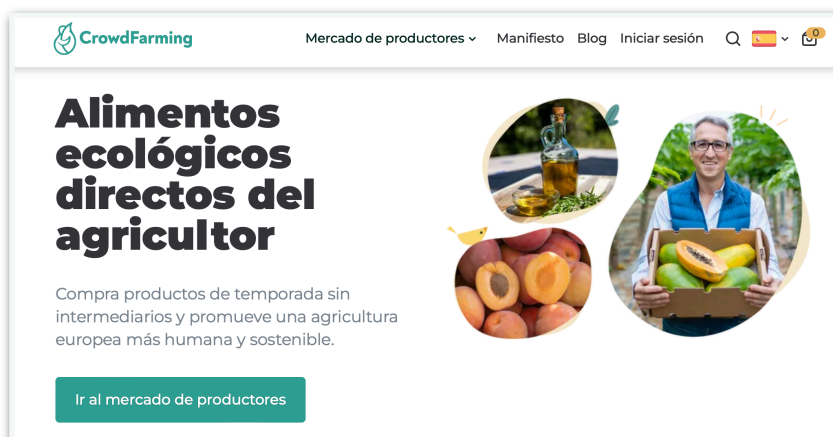 CrowdFarming
Mercado de productores
Manifiesto
Blog
Iniciar sesión
0
Alimentos
ecológicos
directos del
agricultor
Compra productos de temporada sin
intermediarios y promueve una agricultura
europea más humana y sostenible.
Ir al mercado de productores